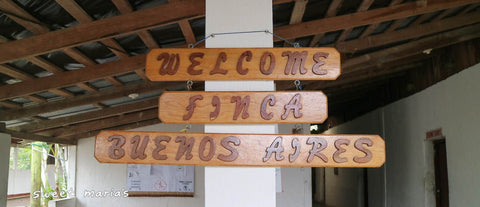 WELCOME
FINCA
BUENOS AIRES
sweet marias